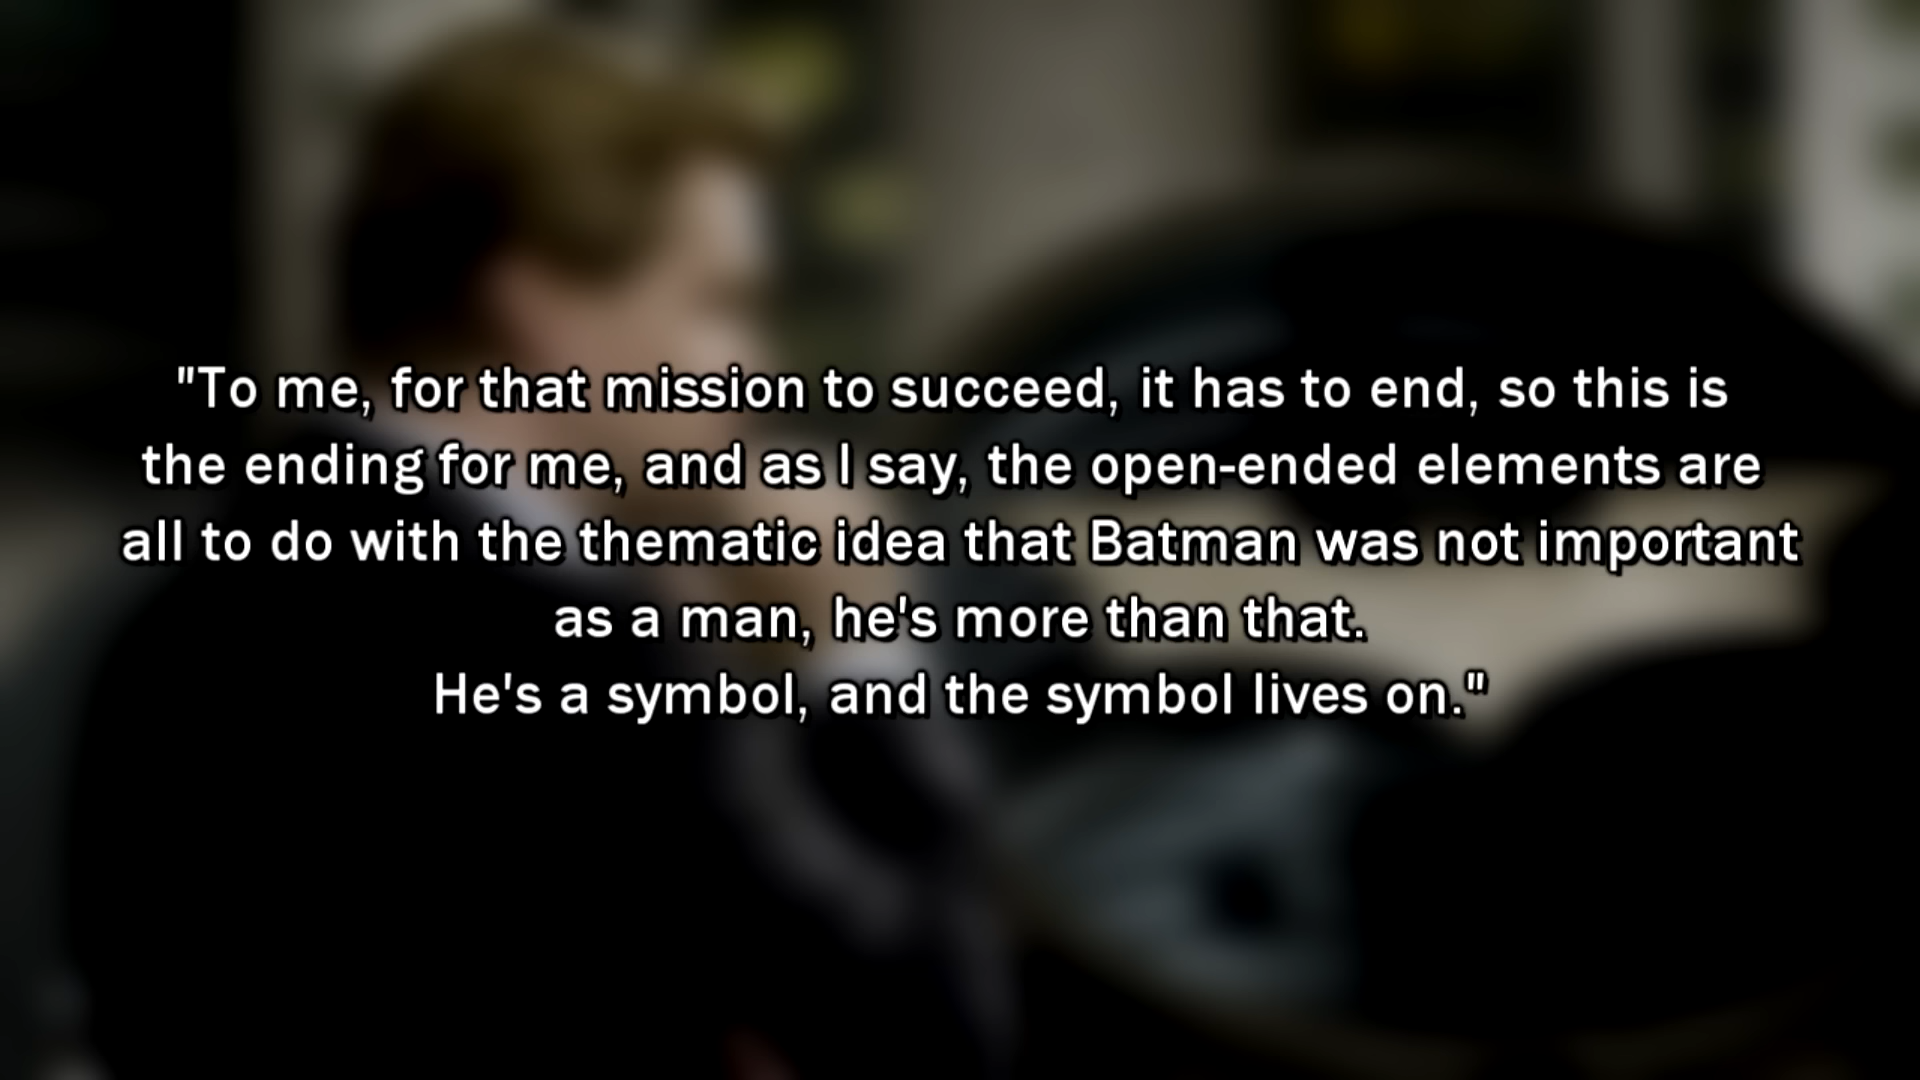 "To me, for that mission to succeed, it has to end, so this is
the ending for me, and as I say, the open-ended elements are
all to do with the thematic idea that Batman was not important
as a man, he's more than that.
He's a symbol, and the symbol lives on."